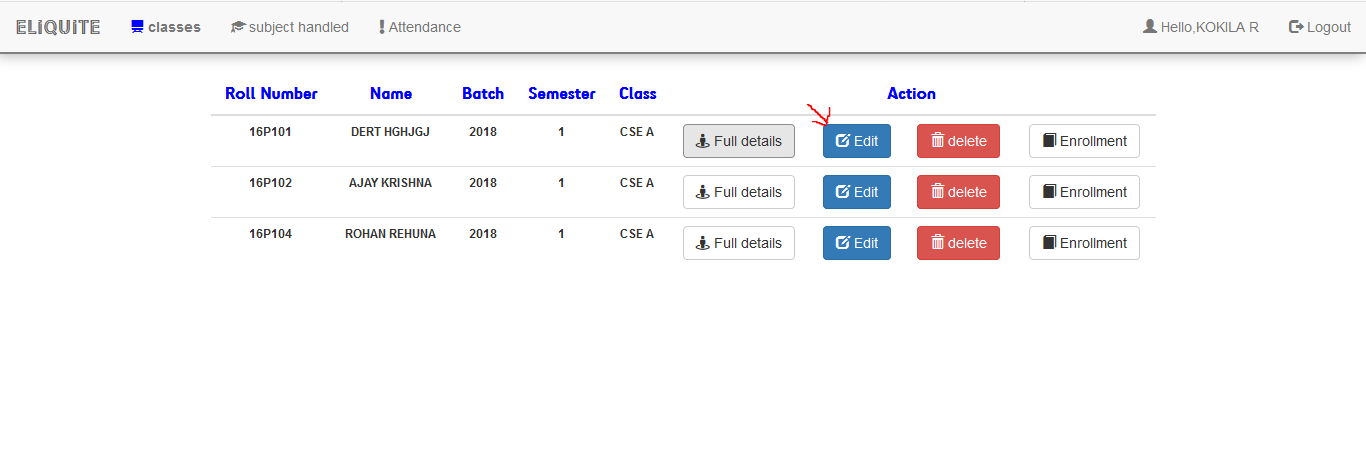 ELiQUiTE classes subject handled Attendance Hello,KOKILA R Logout
Roll Number Name Batch Semester Class Action
16P101 DERT HGHJGJ 2018 1 CSE A Full details Edit delete Enrollment
16P102 AJAY KRISHNA 2018 1 CSE A Full details Edit delete Enrollment
16P104 ROHAN REHUNA 2018 1 CSE A Full details Edit delete Enrollment